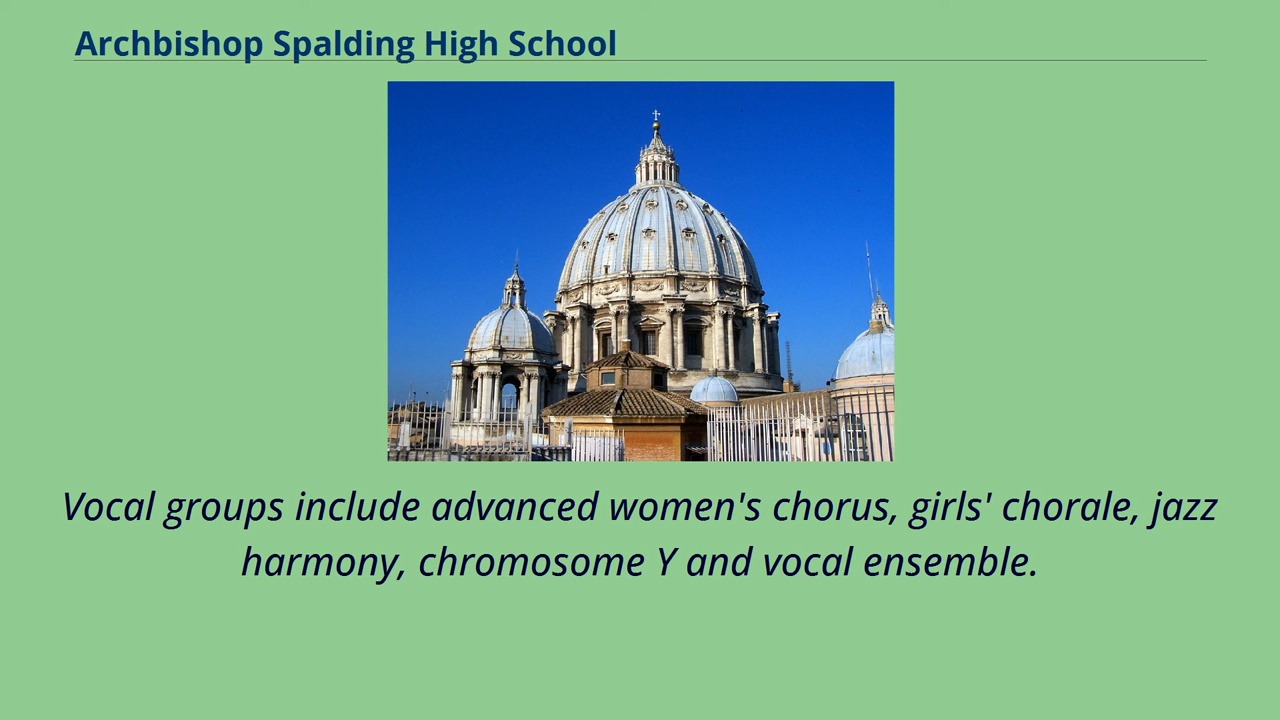 Archbishop Spalding High School
Vocal groups include advanced women's chorus, girls' chorale, jazz
harmony, chromosome Y and vocal ensemble.